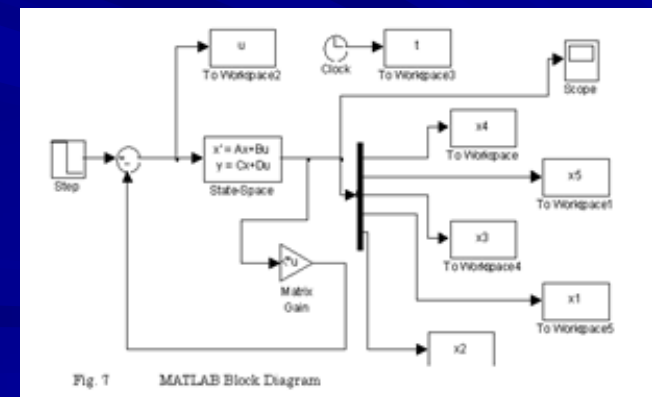 u
To Workspace2
Clock
t
To Workspace3
Scope
Step
x' = Ax+Bu
y = Cx+Du
State-Space
x4
To Workspace
x5
To Workspace1
x3
To Workspace4
Matrix
Gain
x1
To Workspace5
x2
Fig. 7 MATLAB Block Diagram